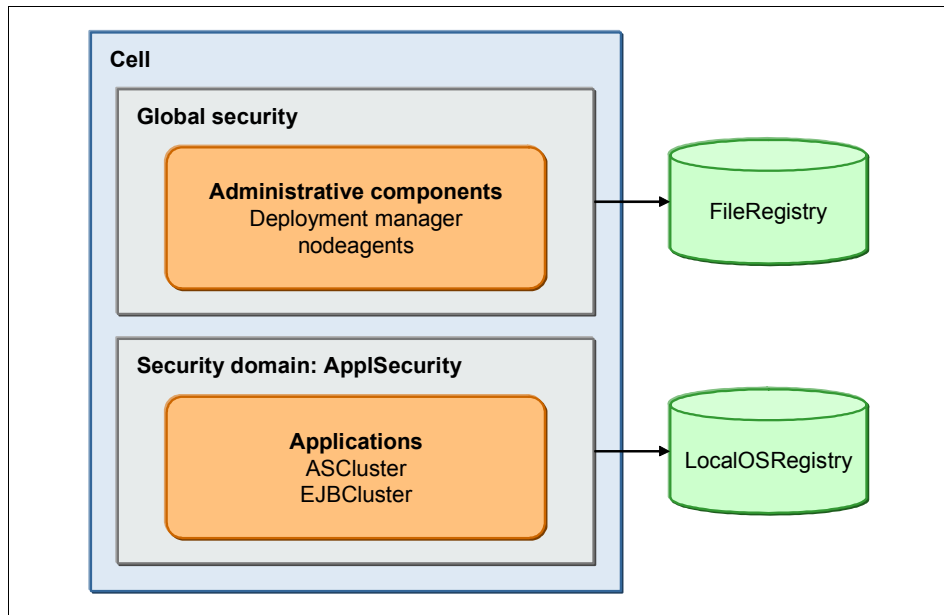 Cell
Global security
Administrative components
Deployment manager
nodeagents
FileRegistry
Security domain: ApplSecurity
Applications
ASCluster
EJBCluster
LocalOSRegistry